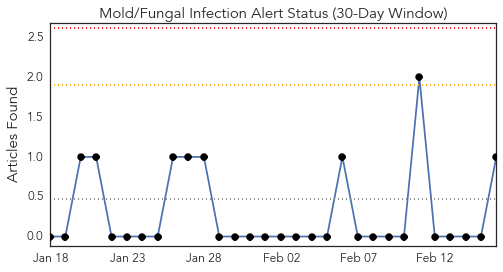 Mold/Fungal Infection Alert Status (30-Day Window)
Articles Found
2.5
2.0
1.5
1.0
0.5
0.0
Jan 18 Jan 23 Jan 28 Feb 02 Feb 07 Feb 12